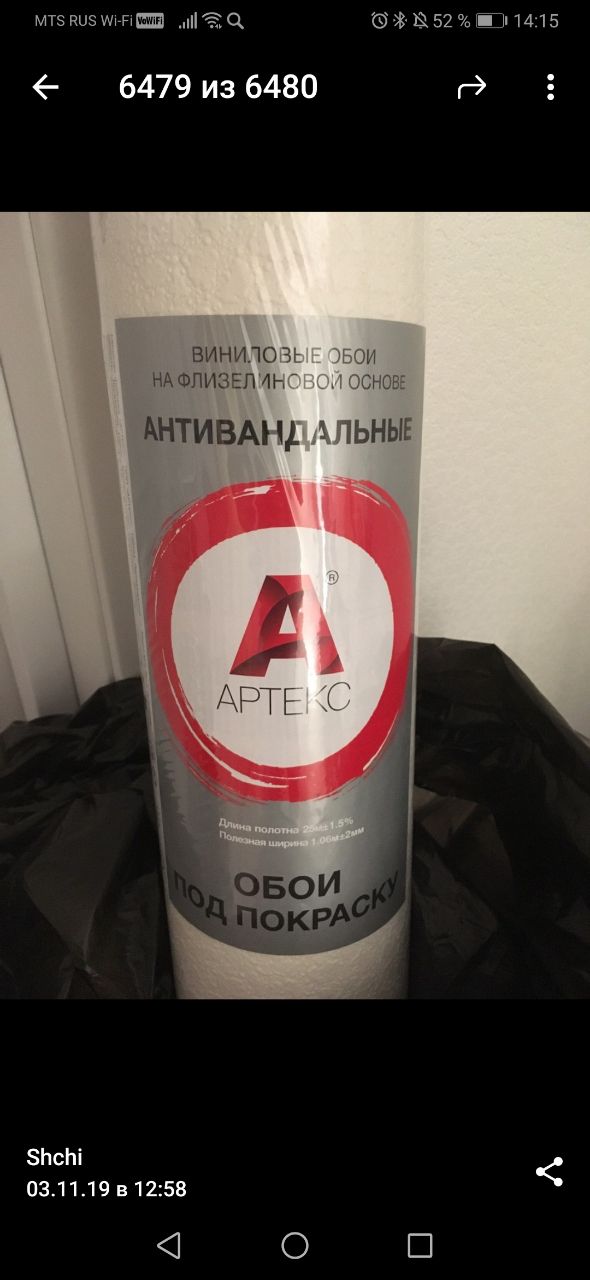 MTS RUS Wi-Fi VoWiFi 52 % 14:15
6479 из 6480
ВИНИЛОВЫЕ ОБОИ
НА ФЛИЗЕЛИНОВОЙ ОСНОВЕ
АНТИВАНДАЛЬНЫЕ
А®
АРТЕКС
Длина полотна 25м±1.5%
Полезная ширина 1.06м±2мм
ОБОИ
ПОД ПОКРАСКУ
Shchi
03.11.19 в 12:58